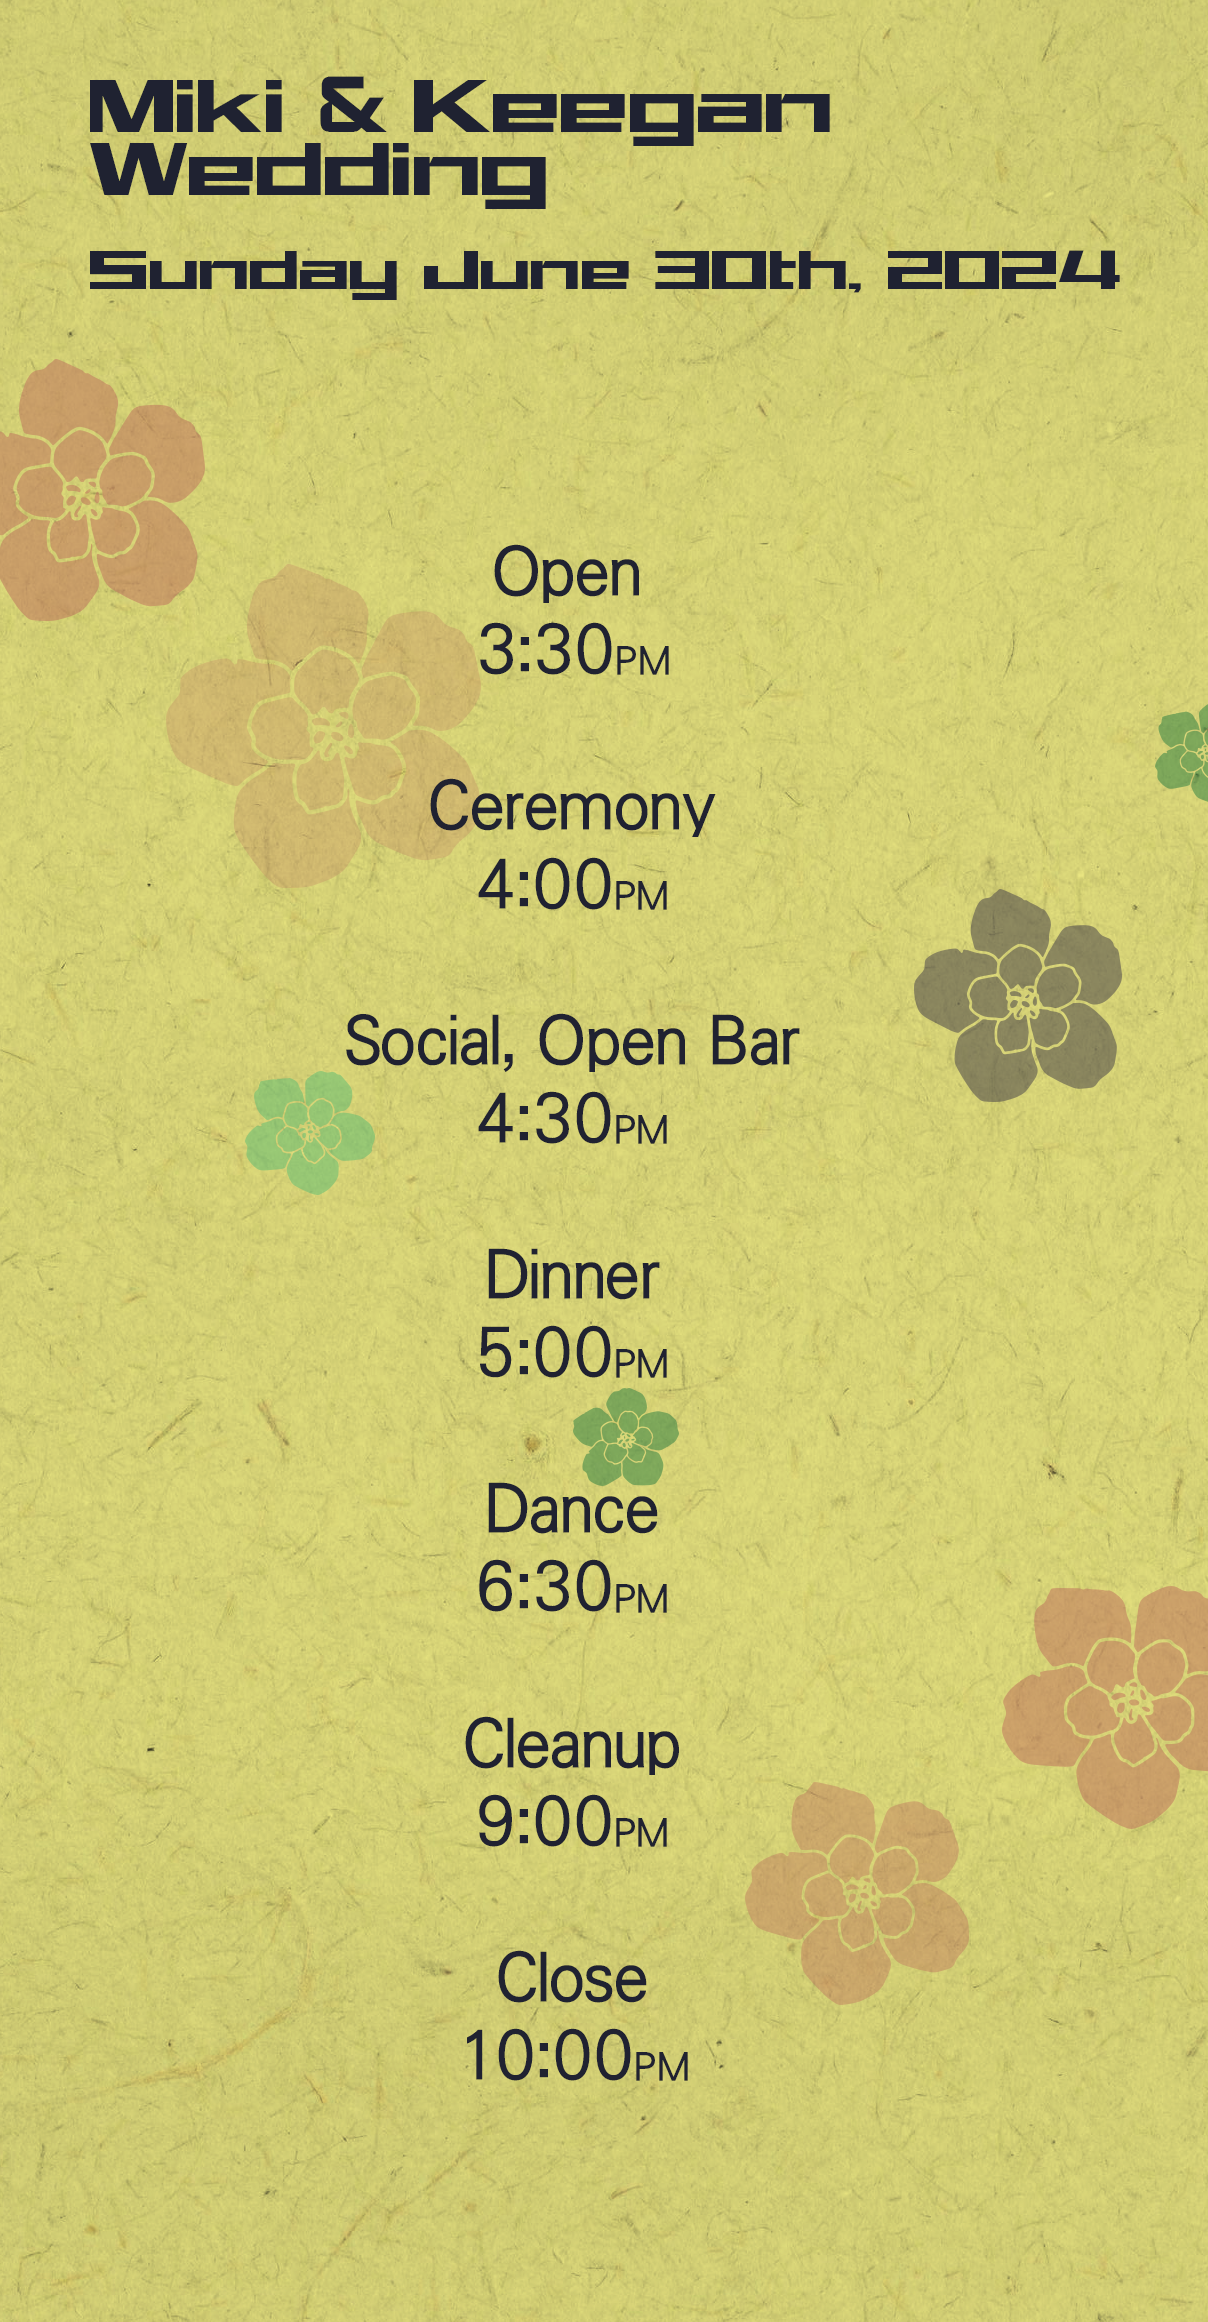 Miki & Keegan
Wedding
Sunday June 30th, 2024
Open
3:30PM
Ceremony
4:00PM
Social, Open Bar
4:30PM
Dinner
5:00PM
Dance
6:30PM
Cleanup
9:00PM
Close
10:00PM